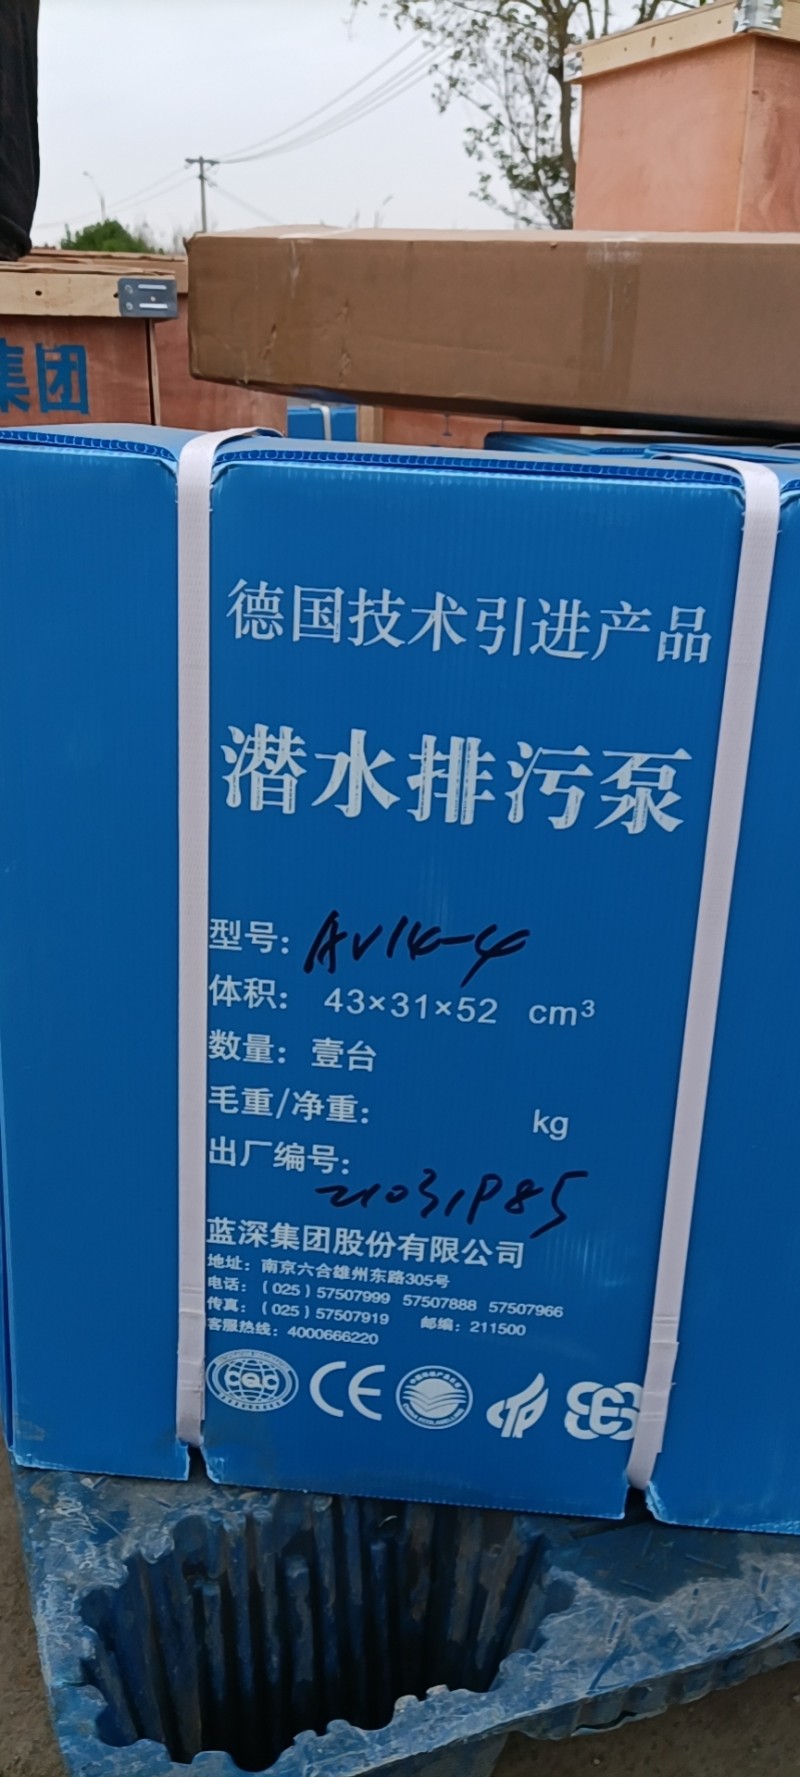 集团
德国技术引进产品
潜水排污泵
型号: AV14-4
体积: 43×31×52 cm³
数量: 壹台
毛重/净重: kg
出厂编号:
21031P85
蓝深集团股份有限公司
地址: 南京六合雄州东路305号
电话: (025) 57507999 57507888 57507966
传真: (025) 57507919 邮编: 211500
客服热线: 4000666220
CQC CE